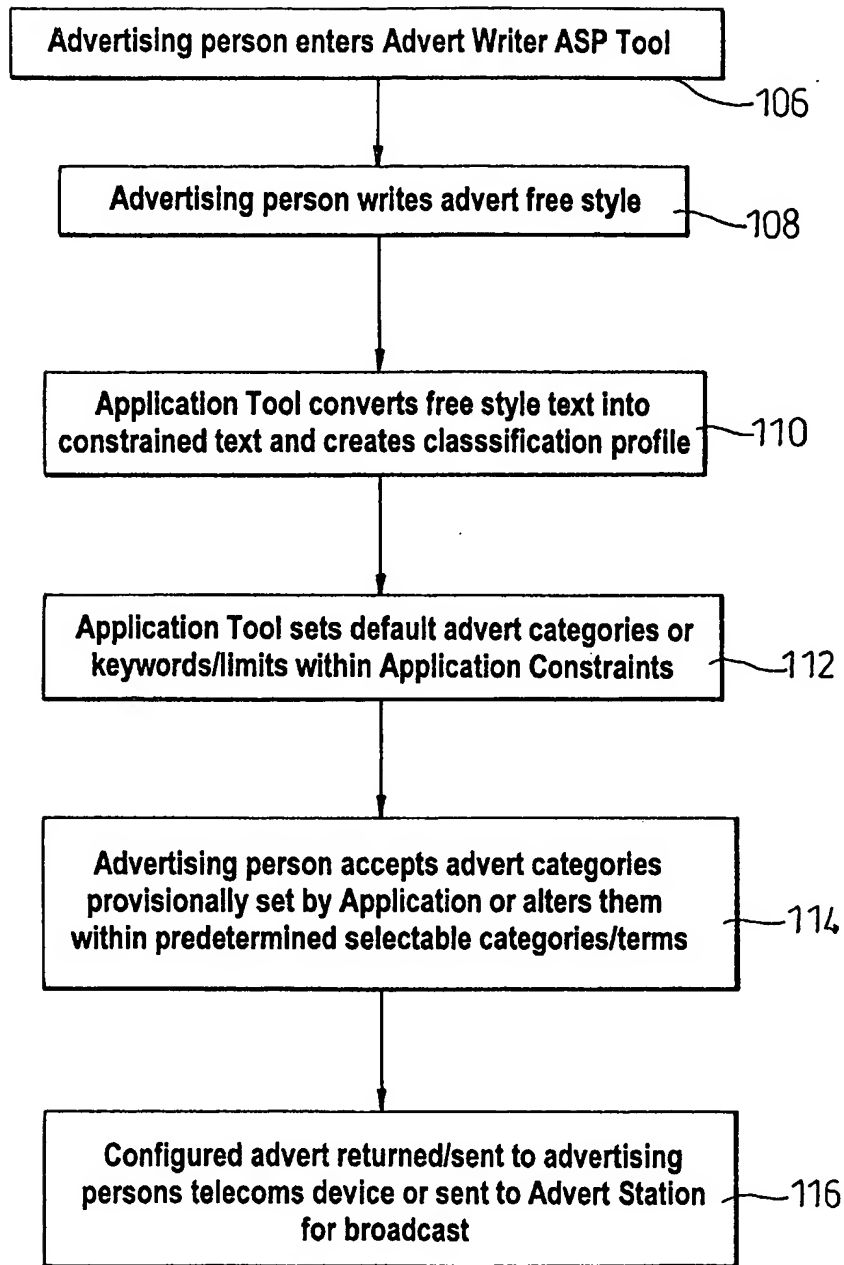 Advertising person enters Advert Writer ASP Tool
106
Advertising person writes advert free style
108
Application Tool converts free style text into
constrained text and creates classsification profile
110
Application Tool sets default advert categories or
keywords/limits within Application Constraints
112
Advertising person accepts advert categories
provisionally set by Application or alters them
within predetermined selectable categories/terms
114
Configured advert returned/sent to advertising
persons telecoms device or sent to Advert Station
for broadcast
116